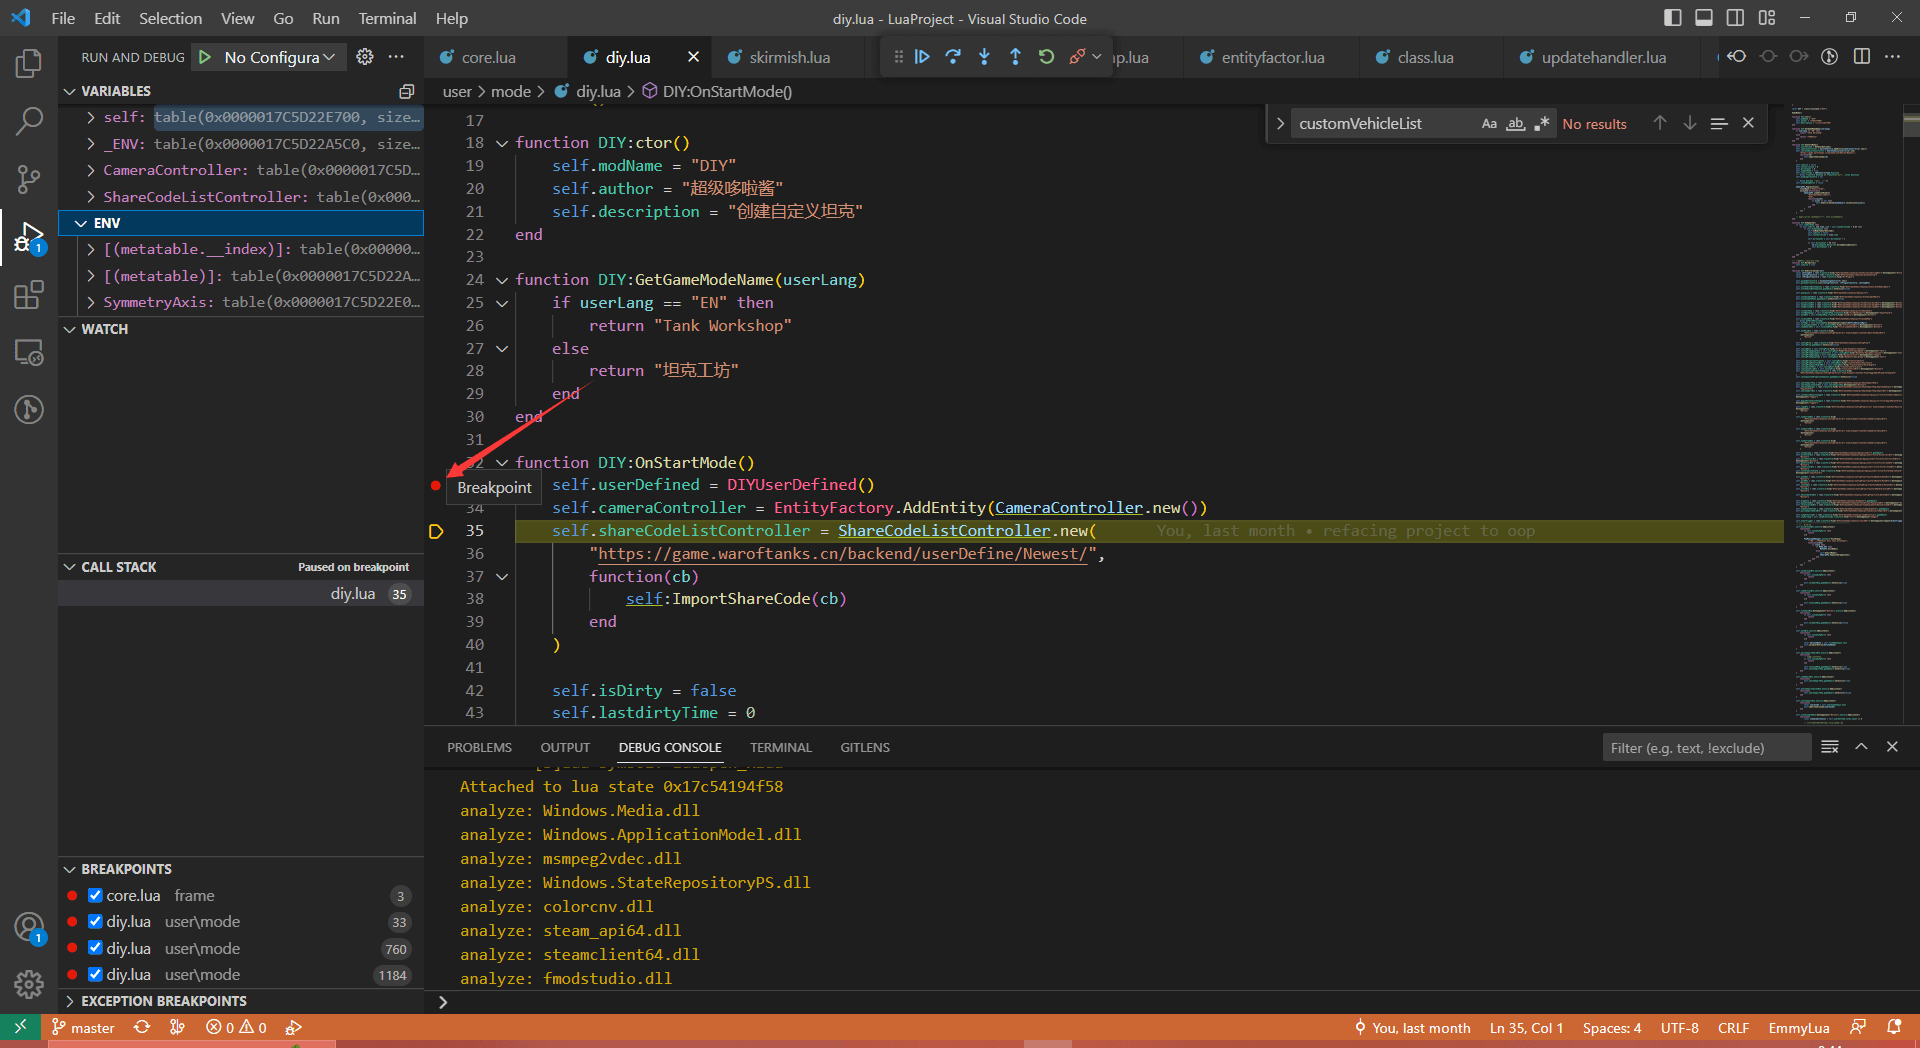 File Edit Selection View Go Run Terminal Help
diy.lua - LuaProject - Visual Studio Code
RUN AND DEBUG No Configura
core.lua diy.lua skirmish.lua ap.lua entityfactor.lua class.lua updatehandler.lua
VARIABLES
self: table(0x0000017C5D22E700, size...
_ENV: table(0x0000017C5D22A5C0, size...
CameraController: table(0x0000017C5D...
ShareCodeListController: table(0x000...
ENV
[(metatable.__index)]: table(0x00000...
[(metatable)]: table(0x0000017C5D22A...
SymmetryAxis: table(0x0000017C5D22E0...
WATCH
CALL STACK Paused on breakpoint
diy.lua 35
BREAKPOINTS
core.lua frame 3
diy.lua user\mode 33
diy.lua user\mode 760
diy.lua user\mode 1184
EXCEPTION BREAKPOINTS
user > mode > diy.lua > DIY:OnStartMode()
customVehicleList Aa ab .* No results
17
18 function DIY:ctor()
19 self.modName = "DIY"
20 self.author = "超级哆啦酱"
21 self.description = "创建自定义坦克"
22 end
23
24 function DIY:GetGameModeName(userLang)
25 if userLang == "EN" then
26 return "Tank Workshop"
27 else
28 return "坦克工坊"
29 end
30 end
31
32 function DIY:OnStartMode()
Breakpoint self.userDefined = DIYUserDefined()
34 self.cameraController = EntityFactory.AddEntity(CameraController.new())
35 self.shareCodeListController = ShareCodeListController.new( You, last month • refacing project to oop
36 "https://game.waroftanks.cn/backend/userDefine/Newest/",
37 function(cb)
38 self:ImportShareCode(cb)
39 end
40 )
41
42 self.isDirty = false
43 self.lastdirtyTime = 0
PROBLEMS OUTPUT DEBUG CONSOLE TERMINAL GITLENS
Filter (e.g. text, !exclude)
Attached to lua state 0x17c54194f58
analyze: Windows.Media.dll
analyze: Windows.ApplicationModel.dll
analyze: msmpeg2vdec.dll
analyze: Windows.StateRepositoryPS.dll
analyze: colorcnv.dll
analyze: steam_api64.dll
analyze: steamclient64.dll
analyze: fmodstudio.dll
master 0 0 You, last month Ln 35, Col 1 Spaces: 4 UTF-8 CRLF EmmyLua